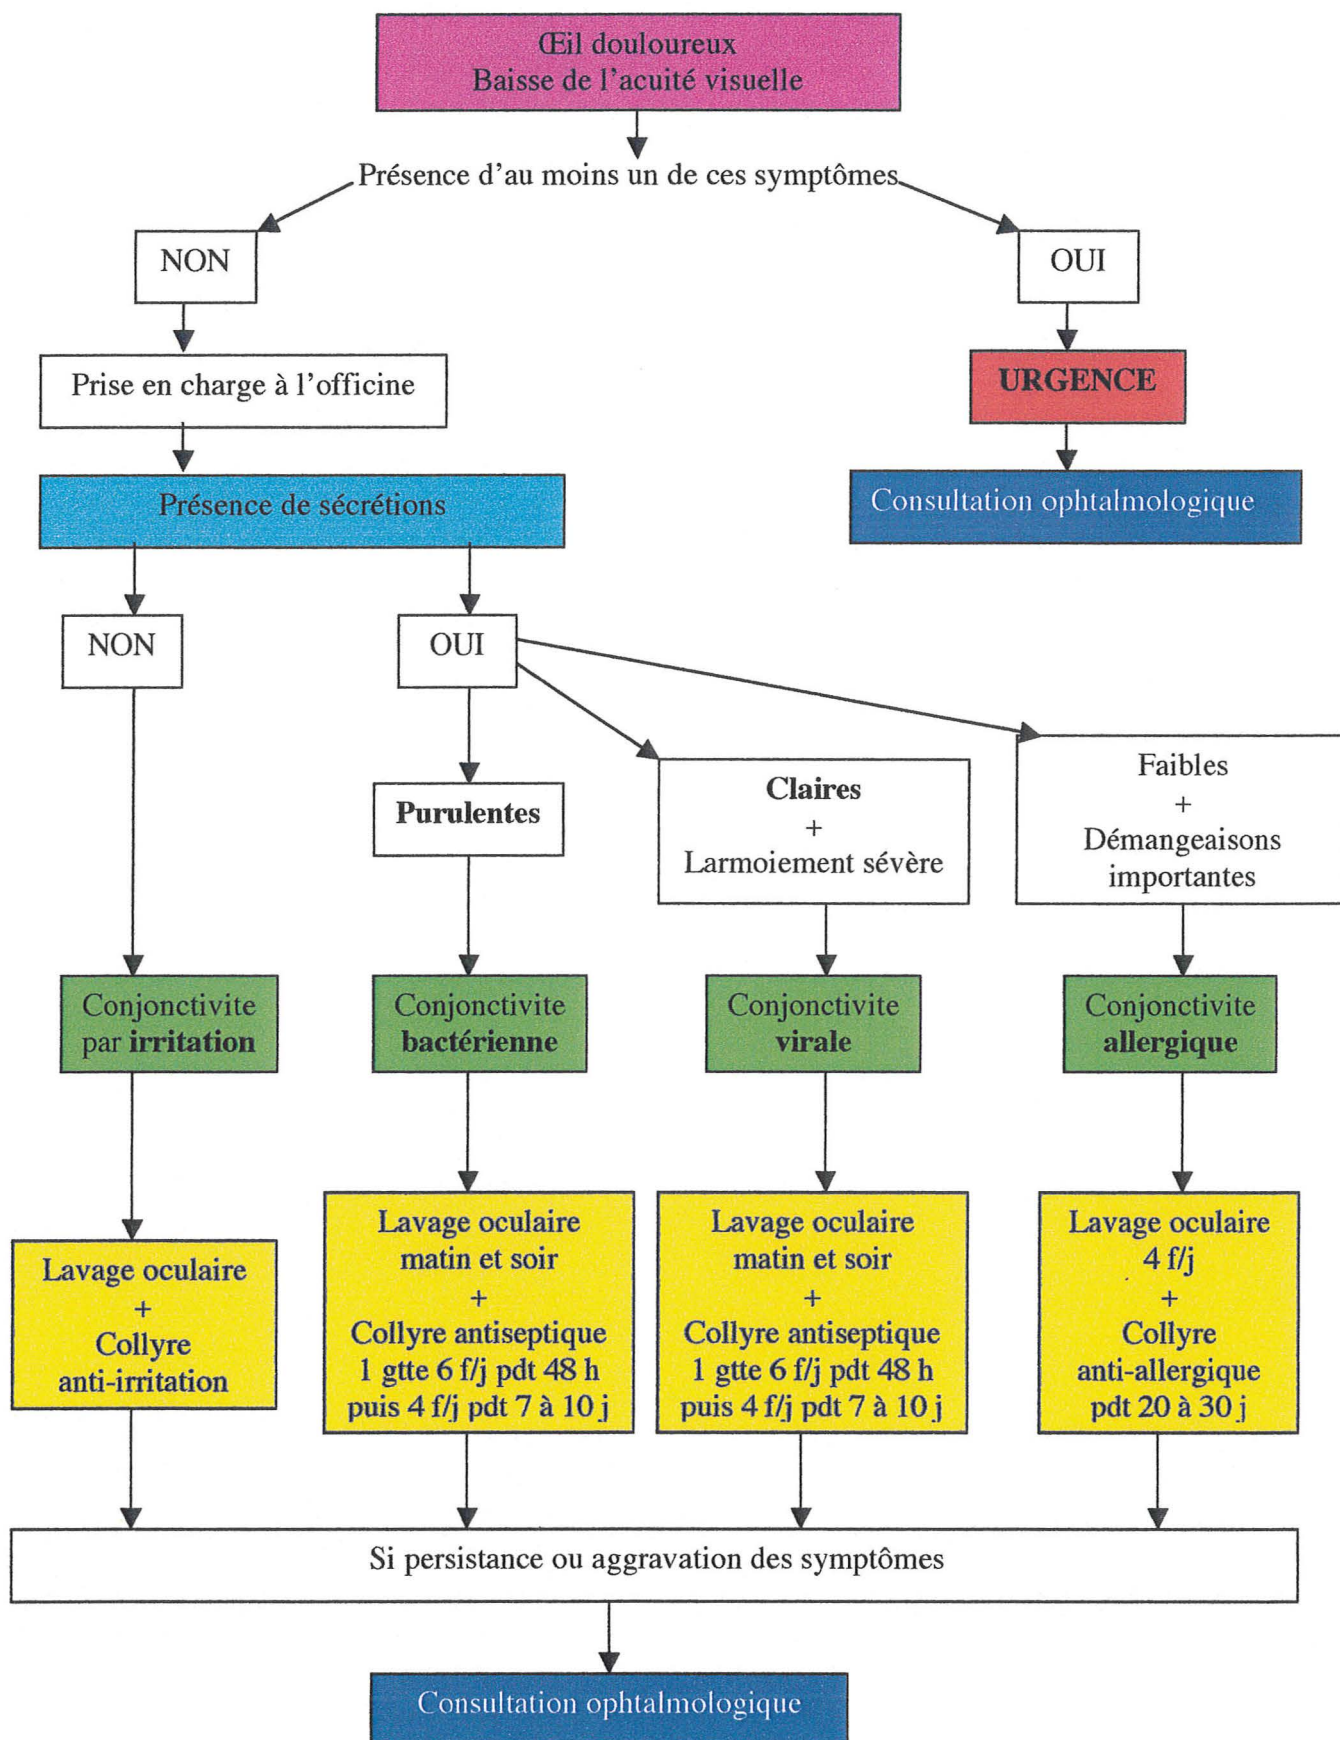 Œil douloureux
Baisse de l’acuité visuelle
Présence d’au moins un de ces symptômes
NON
OUI
Prise en charge à l’officine
URGENCE
Présence de sécrétions
Consultation ophtalmologique
NON
OUI
Purulentes
Claires
+
Larmoiement sévère
Faibles
+
Démangeaisons
importantes
Conjonctivite
par irritation
Conjonctivite
bactérienne
Conjonctivite
virale
Conjonctivite
allergique
Lavage oculaire
+
Collyre
anti-irritation
Lavage oculaire
matin et soir
+
Collyre antiseptique
1 gtte 6 f/j pdt 48 h
puis 4 f/j pdt 7 à 10 j
Lavage oculaire
matin et soir
+
Collyre antiseptique
1 gtte 6 f/j pdt 48 h
puis 4 f/j pdt 7 à 10 j
Lavage oculaire
4 f/j
+
Collyre
anti-allergique
pdt 20 à 30 j
Si persistance ou aggravation des symptômes
Consultation ophtalmologique